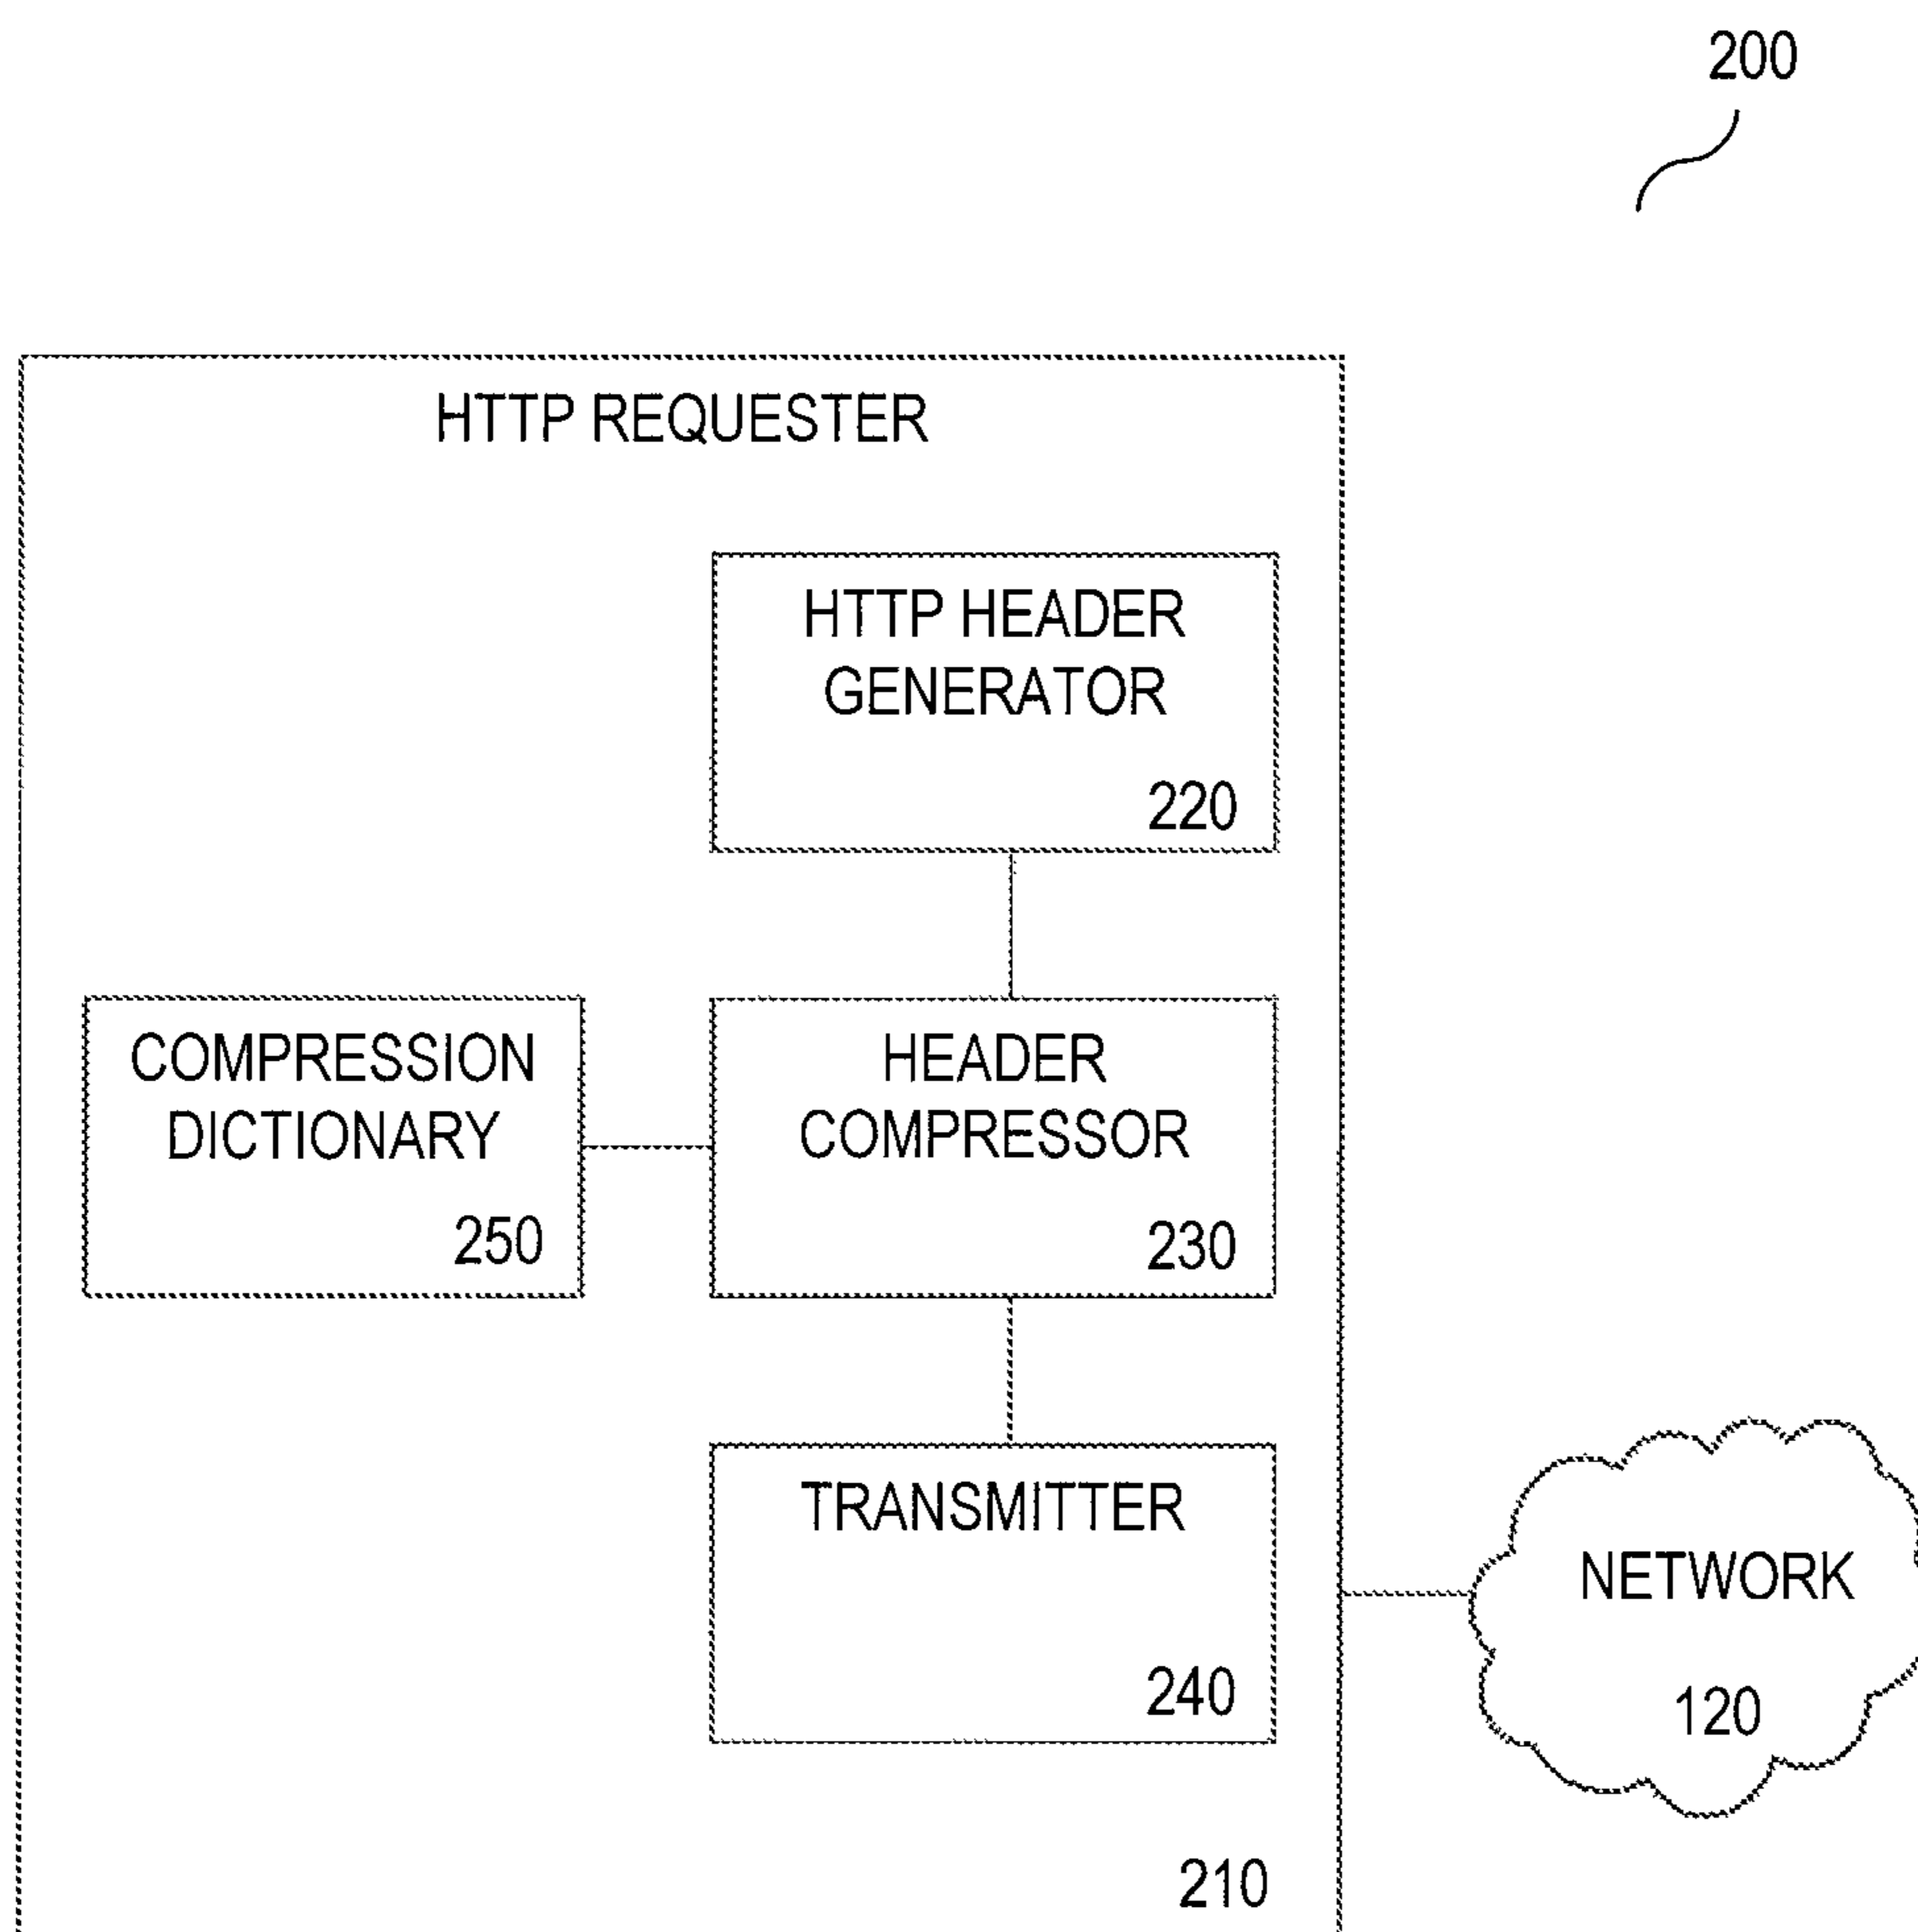 200
HTTP REQUESTER
HTTP HEADER
GENERATOR
220
COMPRESSION
DICTIONARY
250
HEADER
COMPRESSOR
230
TRANSMITTER
240
NETWORK
120
210